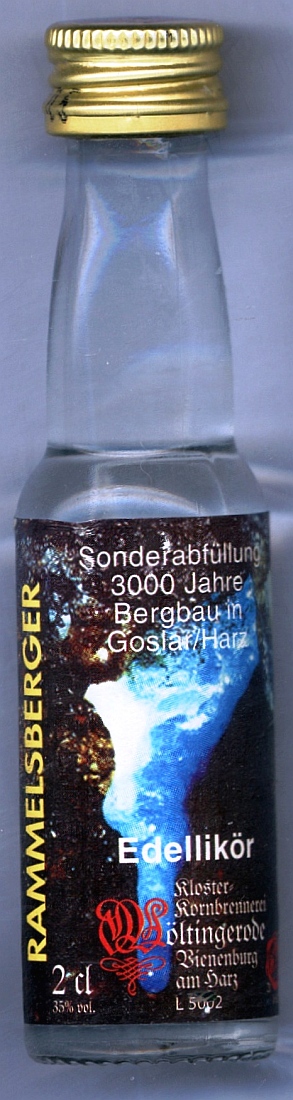 Sonderabfüllung
3000 Jahre
Bergbau in
Goslar/Harz
RAMMELSBERGER
Edellikör
Kloster-
Kornbrennerei
Wöltingerode
Vienenburg
am Harz
L 5002
2 cl
35% vol.